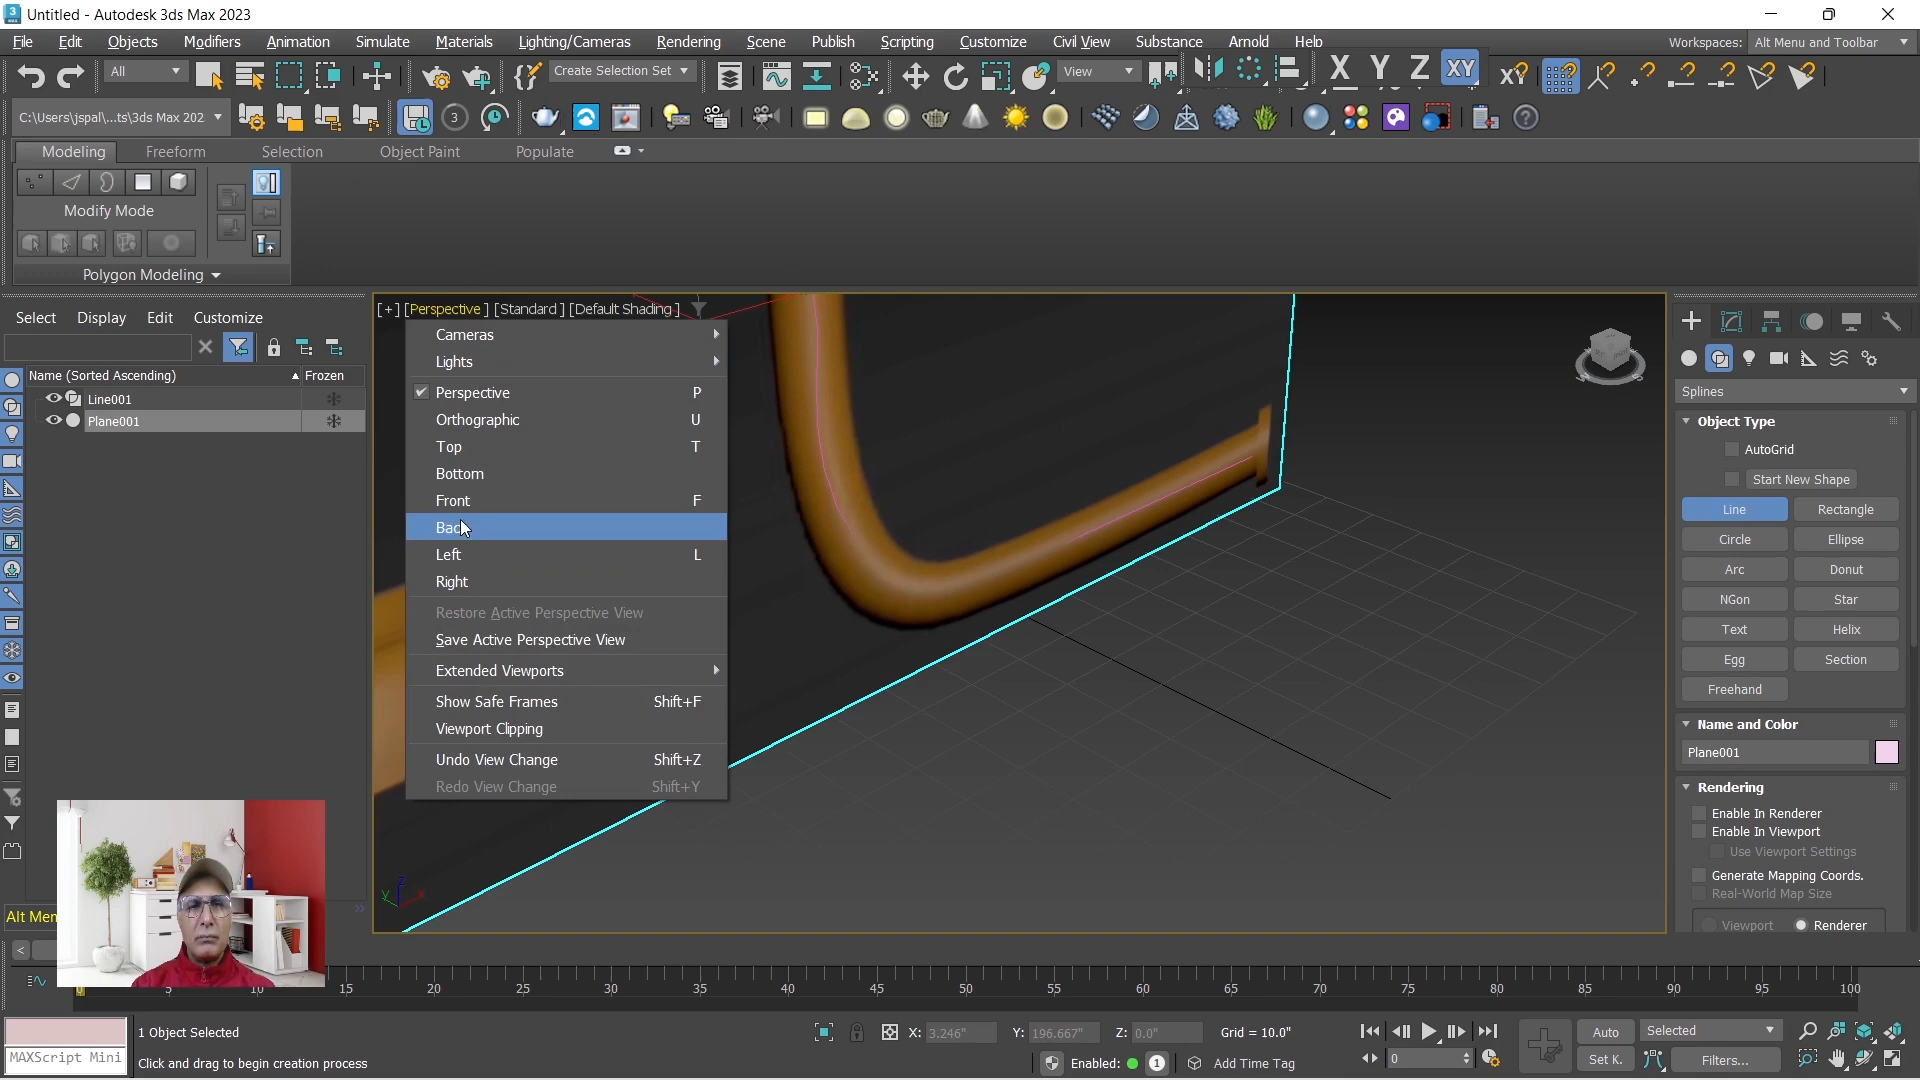 Untitled - Autodesk 3ds Max 2023
File Edit Objects Modifiers Animation Simulate Materials Lighting/Cameras Rendering Scene Publish Scripting Customize Civil View Substance Arnold Help Workspaces: Alt Menu and Toolbar
All Create Selection Set View X Y Z XY XY
C:\Users\jspal\...ts\3ds Max 202 3
Modeling Freeform Selection Object Paint Populate
Modify Mode
Polygon Modeling
Select Display Edit Customize
Name (Sorted Ascending) Frozen
Line001
Plane001
[+] [Perspective ] [Standard ] [Default Shading ]
Cameras
Lights
Perspective P
Orthographic U
Top T
Bottom
Front F
Back
Left L
Right
Restore Active Perspective View
Save Active Perspective View
Extended Viewports
Show Safe Frames Shift+F
Viewport Clipping
Undo View Change Shift+Z
Redo View Change Shift+Y
Splines
Object Type
AutoGrid
Start New Shape
Line Rectangle
Circle Ellipse
Arc Donut
NGon Star
Text Helix
Egg Section
Freehand
Name and Color
Plane001
Rendering
Enable In Renderer
Enable In Viewport
Use Viewport Settings
Generate Mapping Coords.
Real-World Map Size
Viewport Renderer
z
y x
Alt Men
<
0 5 10 15 20 25 30 35 40 45 50 55 60 65 70 75 80 85 90 95 100
1 Object Selected X: 3.246" Y: 196.667" Z: 0.0" Grid = 10.0" Auto Selected
MAXScript Mini Click and drag to begin creation process Enabled: 1 Add Time Tag 0 Set K. Filters...